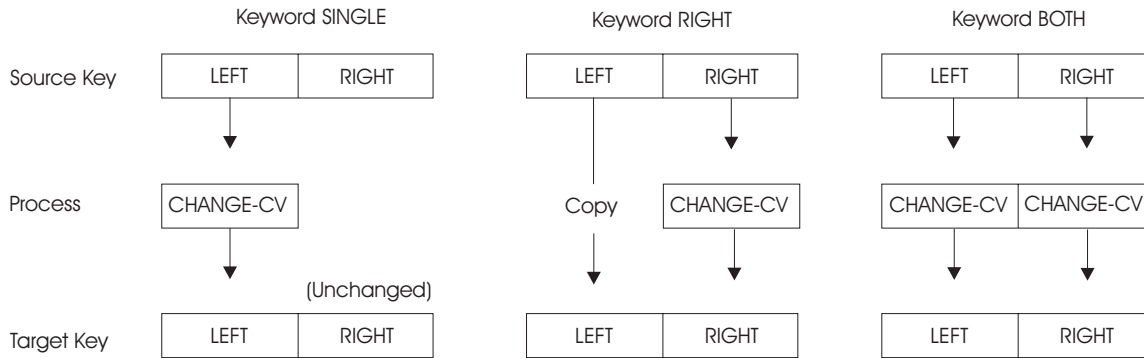 Keyword SINGLE Keyword RIGHT Keyword BOTH
Source Key LEFT RIGHT LEFT RIGHT LEFT RIGHT
Process CHANGE-CV Copy CHANGE-CV CHANGE-CV CHANGE-CV
(Unchanged)
Target Key LEFT RIGHT LEFT RIGHT LEFT RIGHT